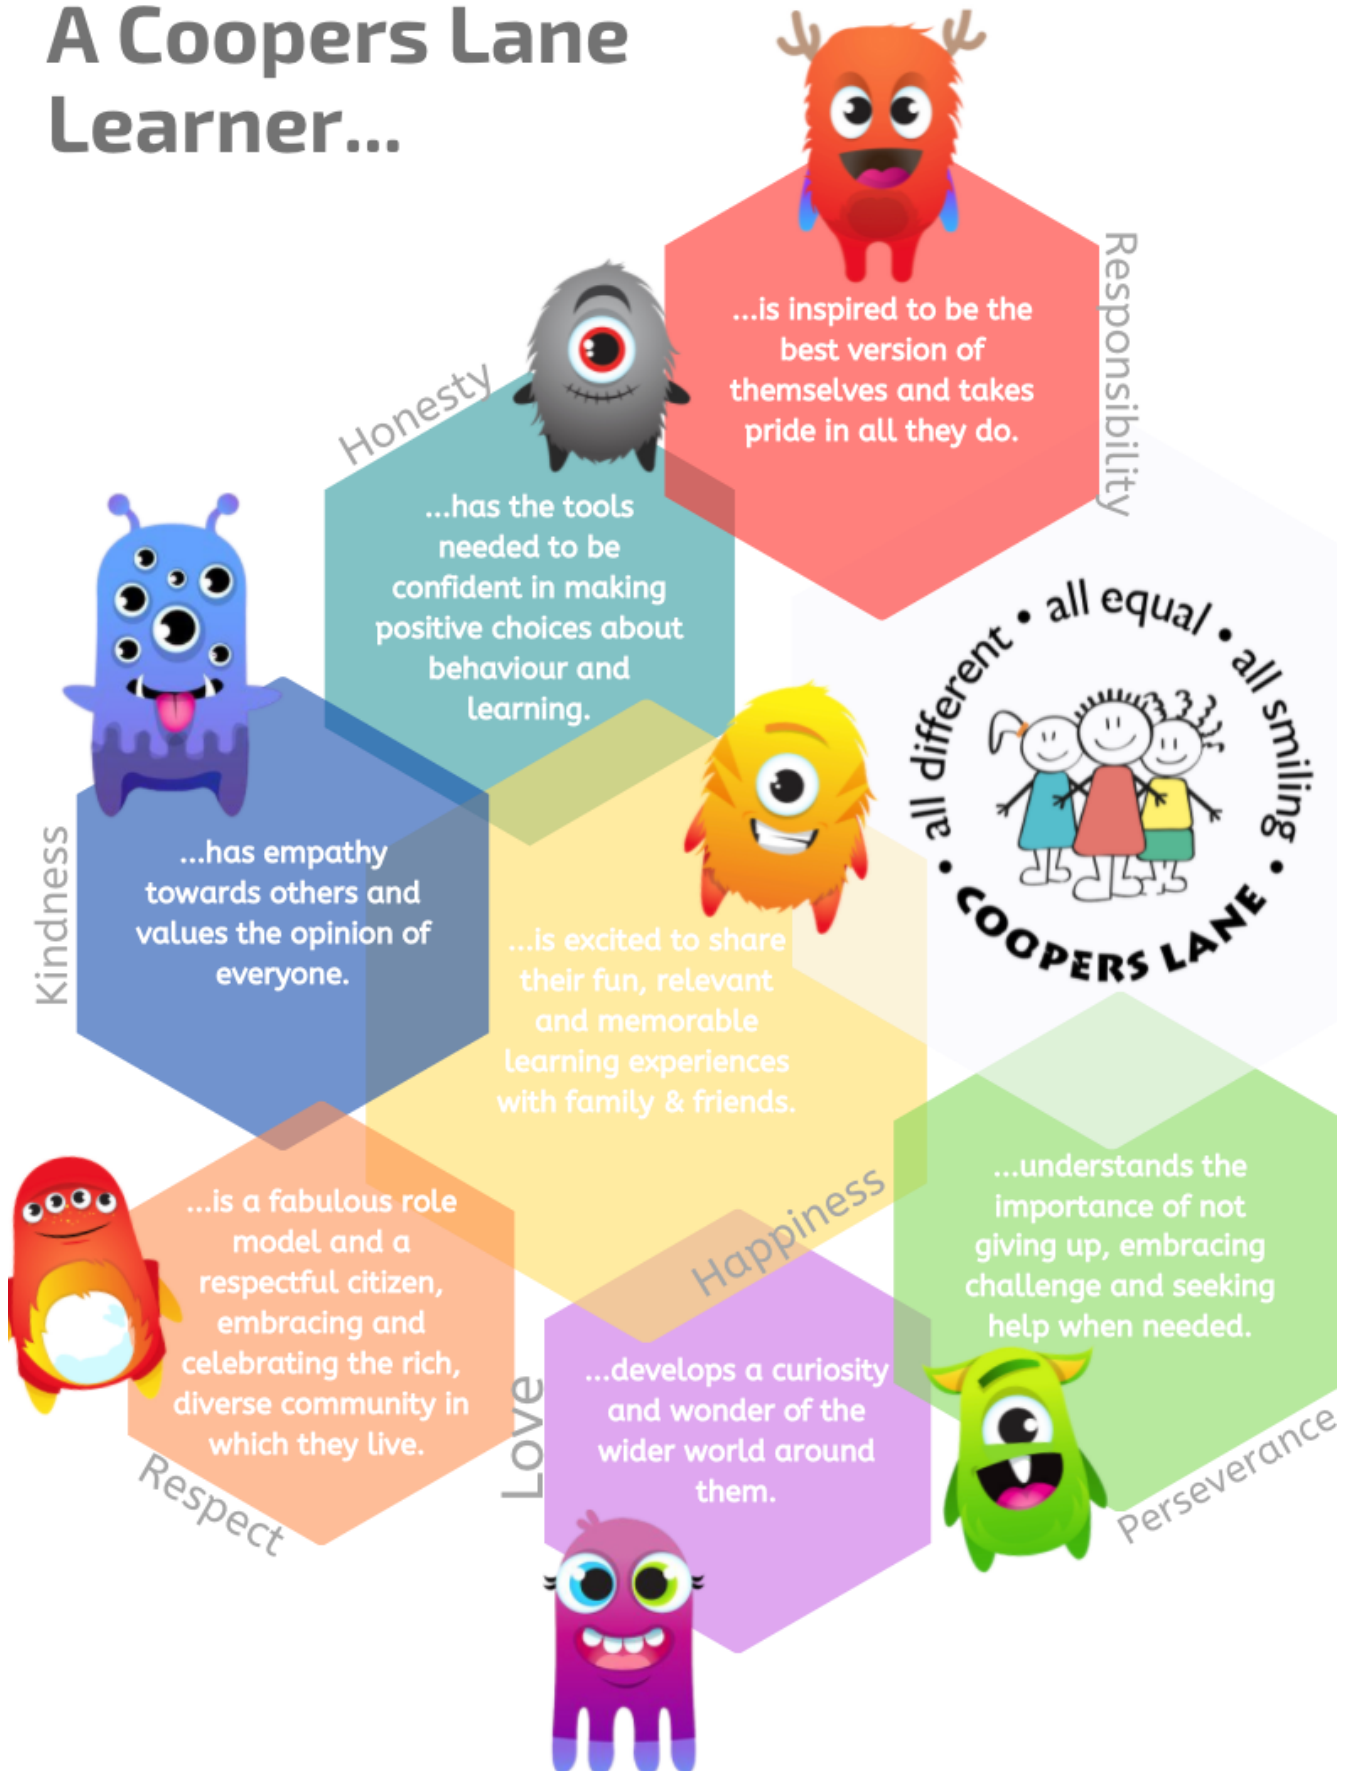 A Coopers Lane
Learner...
Responsibility
...is inspired to be the
best version of
themselves and takes
pride in all they do.
Honesty
...has the tools
needed to be
confident in making
positive choices about
behaviour and
learning.
• all different • all equal • all smiling •
COOPERS LANE
Kindness
...has empathy
towards others and
values the opinion of
everyone.
...is excited to share
their fun, relevant
and memorable
learning experiences
with family & friends.
Happiness
...understands the
importance of not
giving up, embracing
challenge and seeking
help when needed.
Perseverance
...is a fabulous role
model and a
respectful citizen,
embracing and
celebrating the rich,
diverse community in
which they live.
Respect
Love
...develops a curiosity
and wonder of the
wider world around
them.